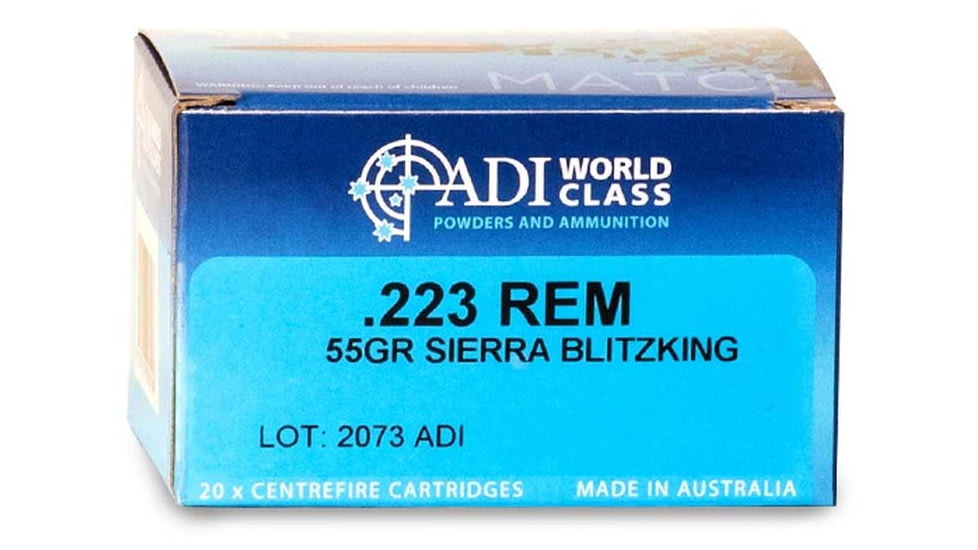 WARNING: Keep out of reach of children
MATCH
ADI WORLD CLASS
POWDERS AND AMMUNITION
.223 REM
55GR SIERRA BLITZKING
LOT: 2073 ADI
20 x CENTREFIRE CARTRIDGES MADE IN AUSTRALIA